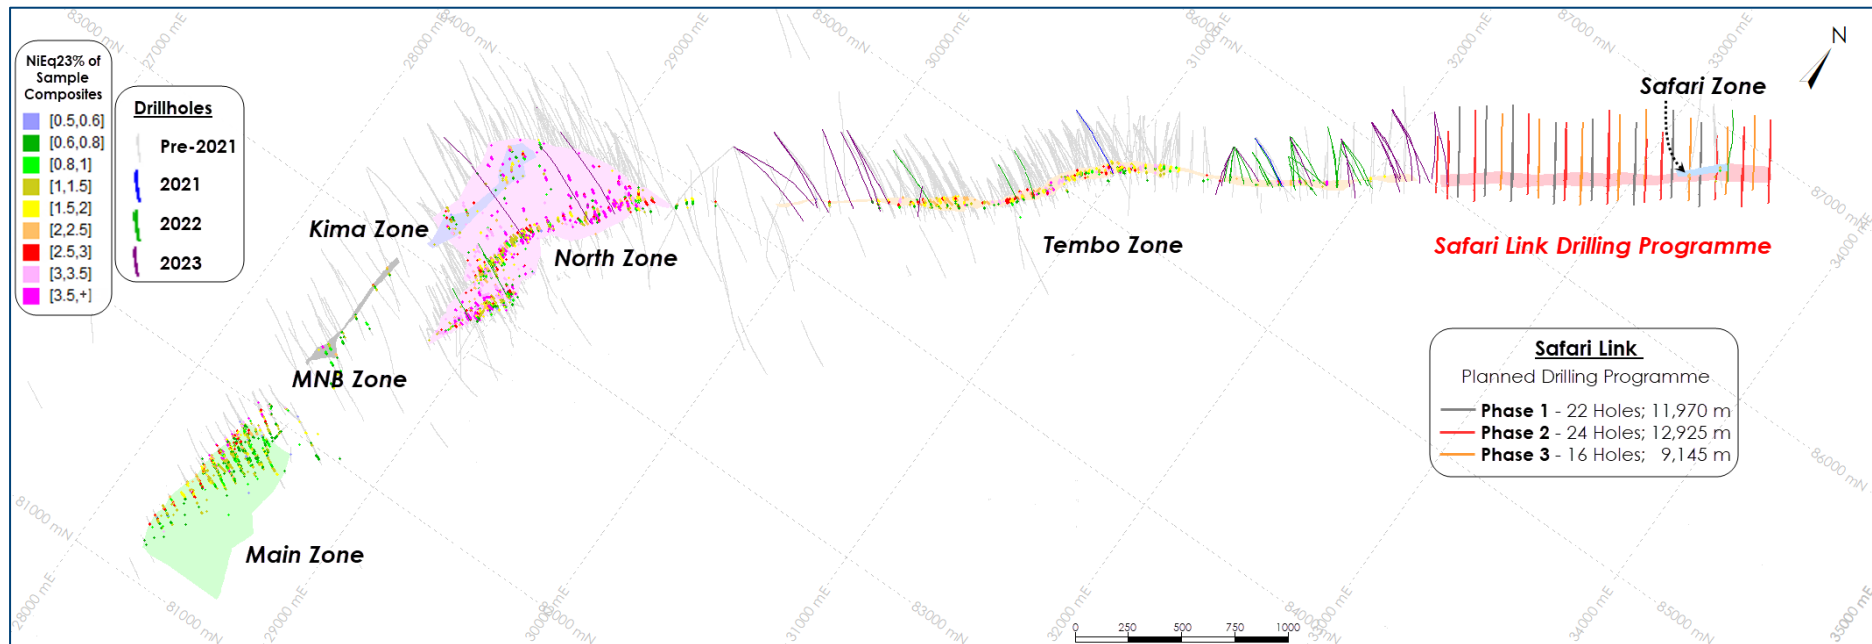 83000 mN
27000 mE
28000 mE
84000 mN
29000 mE
85000 mN
30000 mE
86000 mN
31000 mE
32000 mE
87000 mN
33000 mE
N
NiEq23% of
Sample
Composites
[0.5,0.6]
[0.6,0.8]
[0.8,1]
[1,1.5]
[1.5,2]
[2,2.5]
[2.5,3]
[3,3.5]
[3.5,+]
Drillholes
Pre-2021
2021
2022
2023
Safari Zone
Kima Zone
North Zone
Tembo Zone
Safari Link Drilling Programme
87000 mN
34000 mE
MNB Zone
Safari Link
Planned Drilling Programme
Phase 1 - 22 Holes; 11,970 m
Phase 2 - 24 Holes; 12,925 m
Phase 3 - 16 Holes; 9,145 m
86000 mN
Main Zone
81000 mN
28000 mE
81000 mN
29000 mE
82000 mN
30000 mE
31000 mE
83000 mN
32000 mE
84000 mN
33000 mE
34000 mE
85000 mN
35000 mE
0 250 500 750 1000